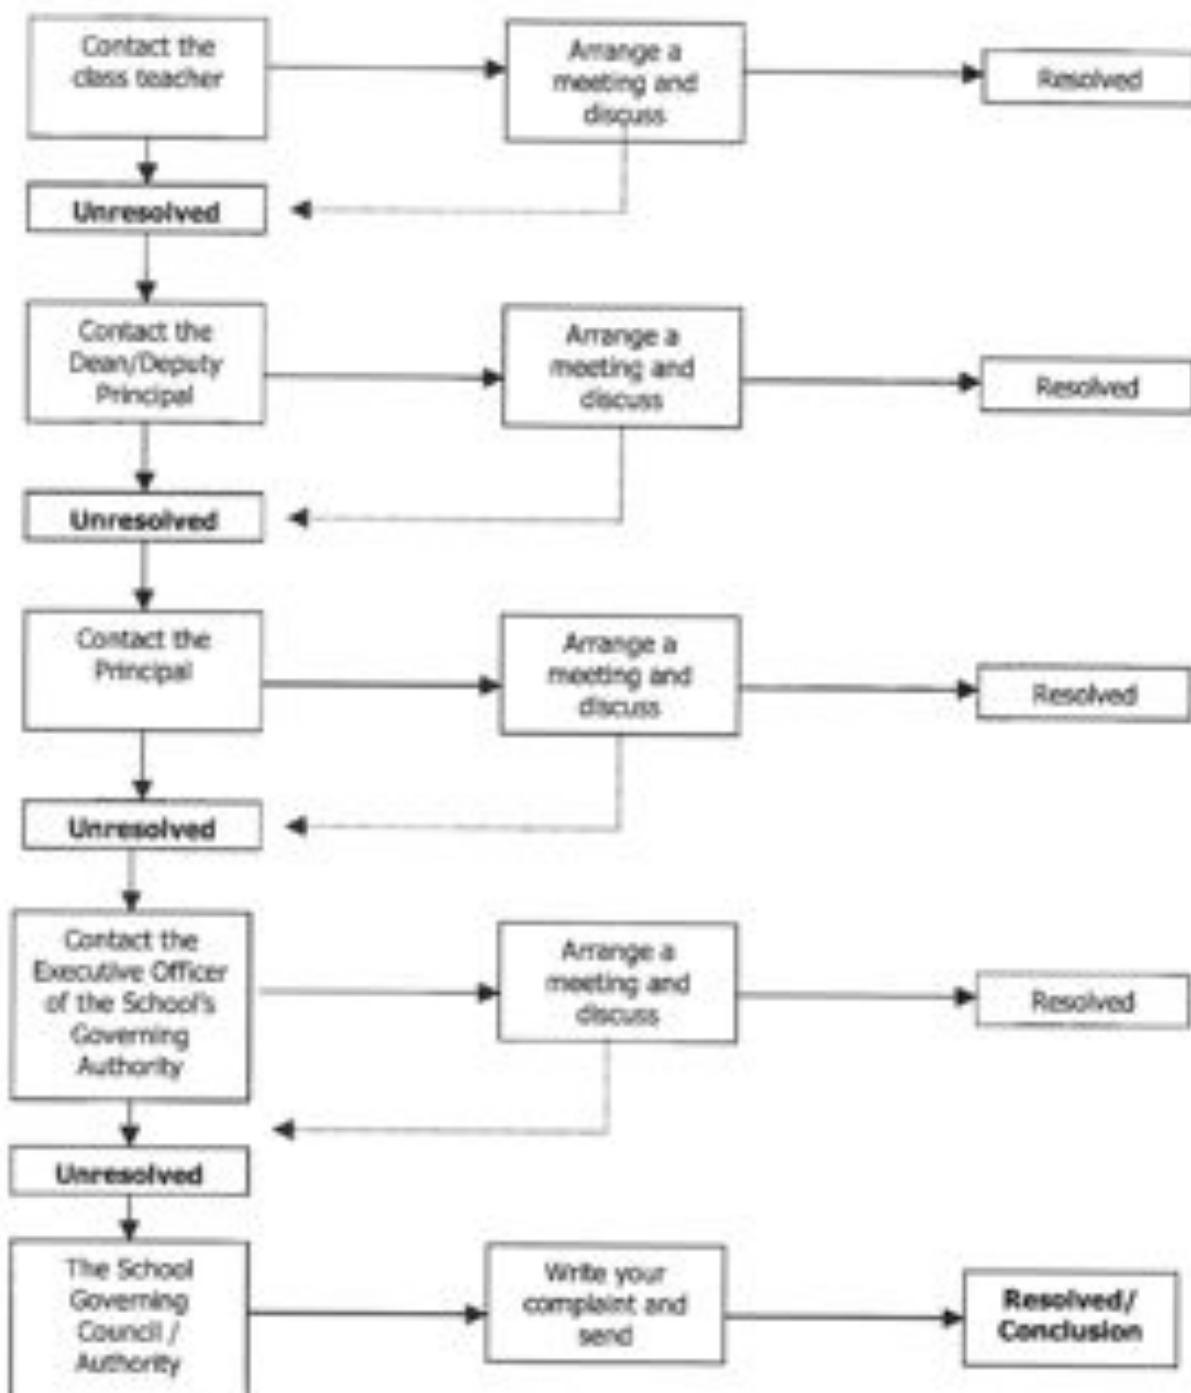 Contact the
class teacher
Arrange a
meeting and
discuss
Resolved
Unresolved
Contact the
Dean/Deputy
Principal
Arrange a
meeting and
discuss
Resolved
Unresolved
Contact the
Principal
Arrange a
meeting and
discuss
Resolved
Unresolved
Contact the
Executive Officer
of the School's
Governing
Authority
Arrange a
meeting and
discuss
Resolved
Unresolved
The School
Governing
Council /
Authority
Write your
complaint and
send
Resolved/
Conclusion